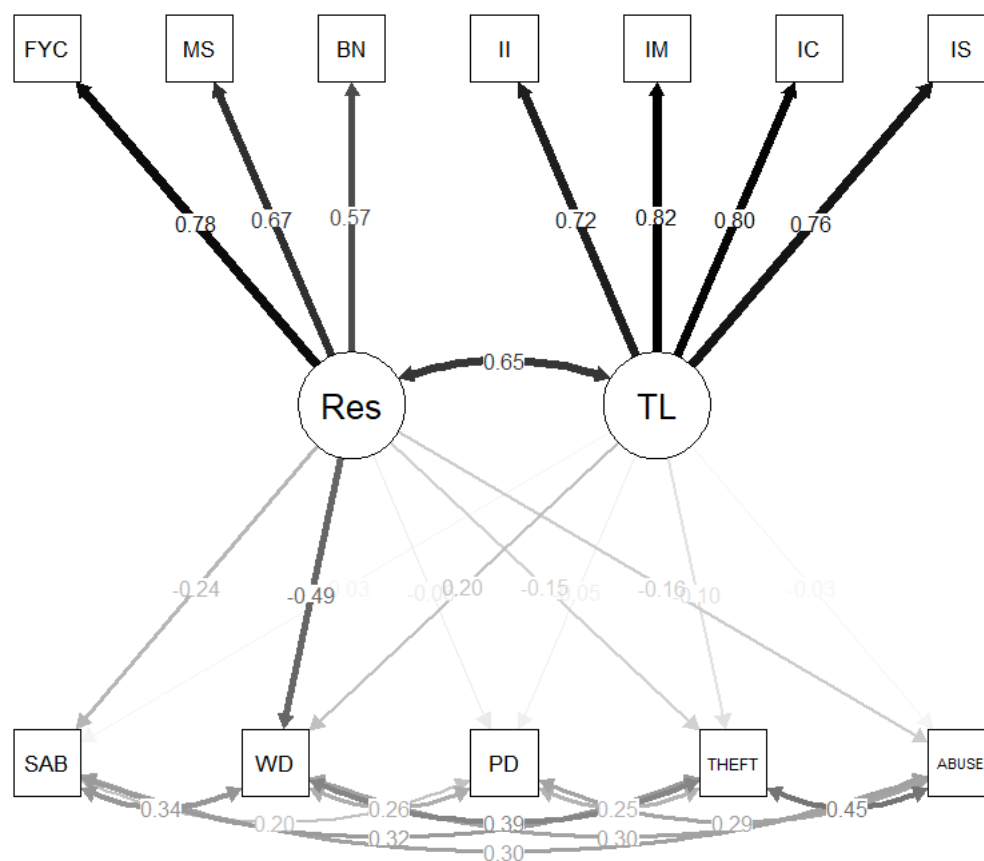 FYC MS BN II IM IC IS
0.78 0.67 0.57 0.72 0.82 0.80 0.76
0.65
Res TL
-0.24 -0.49 0.03 0.20 -0.15 0.05 -0.16 -0.10 -0.03
SAB WD PD THEFT ABUSE
0.34 0.26 0.25 0.45
0.20 0.32 0.39 0.30 0.29
0.30